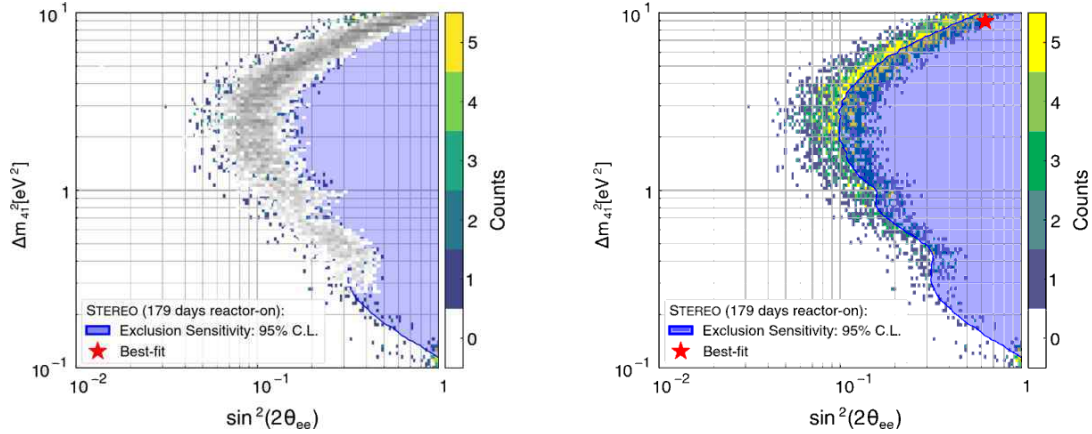 10¹
1
10⁻¹
Δm₄₁²[eV²]
10⁻²
10⁻¹
1
sin²(2θₑₑ)
STEREO (179 days reactor-on):
Exclusion Sensitivity: 95% C.L.
Best-fit
5
4
3
2
1
0
Counts
10¹
1
10⁻¹
Δm₄₁²[eV²]
10⁻²
10⁻¹
1
sin²(2θₑₑ)
STEREO (179 days reactor-on):
Exclusion Sensitivity: 95% C.L.
Best-fit
5
4
3
2
1
0
Counts